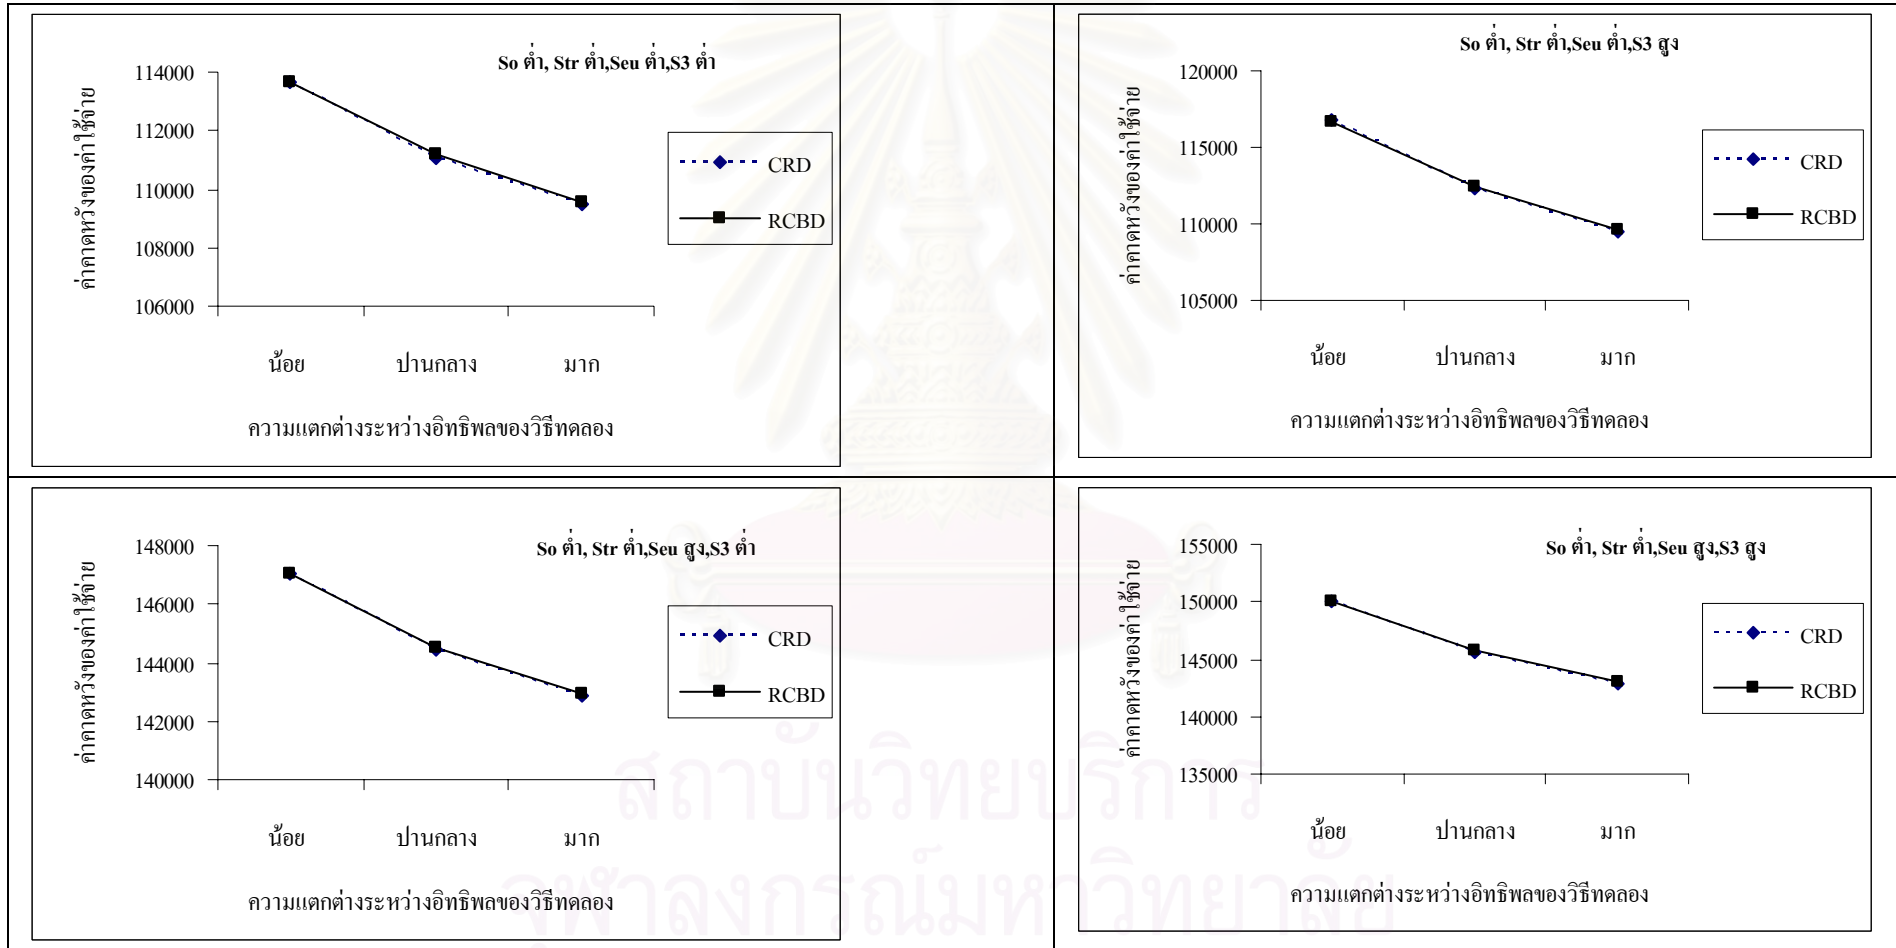 So ต่ำ, Str ต่ำ,Seu ต่ำ,S3 ต่ำ
ค่าคาดหวังของค่าใช้จ่าย
114000
112000
110000
108000
106000
น้อย ปานกลาง มาก
ความแตกต่างระหว่างอิทธิพลของวิธีทดลอง
CRD
RCBD
So ต่ำ, Str ต่ำ,Seu ต่ำ,S3 สูง
ค่าคาดหวังของค่าใช้จ่าย
120000
115000
110000
105000
น้อย ปานกลาง มาก
ความแตกต่างระหว่างอิทธิพลของวิธีทดลอง
CRD
RCBD
So ต่ำ, Str ต่ำ,Seu สูง,S3 ต่ำ
ค่าคาดหวังของค่าใช้จ่าย
148000
146000
144000
142000
140000
น้อย ปานกลาง มาก
ความแตกต่างระหว่างอิทธิพลของวิธีทดลอง
CRD
RCBD
So ต่ำ, Str ต่ำ,Seu สูง,S3 สูง
ค่าคาดหวังของค่าใช้จ่าย
155000
150000
145000
140000
135000
น้อย ปานกลาง มาก
ความแตกต่างระหว่างอิทธิพลของวิธีทดลอง
CRD
RCBD
สถาบันวิทยบริการ
จุฬาลงกรณ์มหาวิทยาลัย